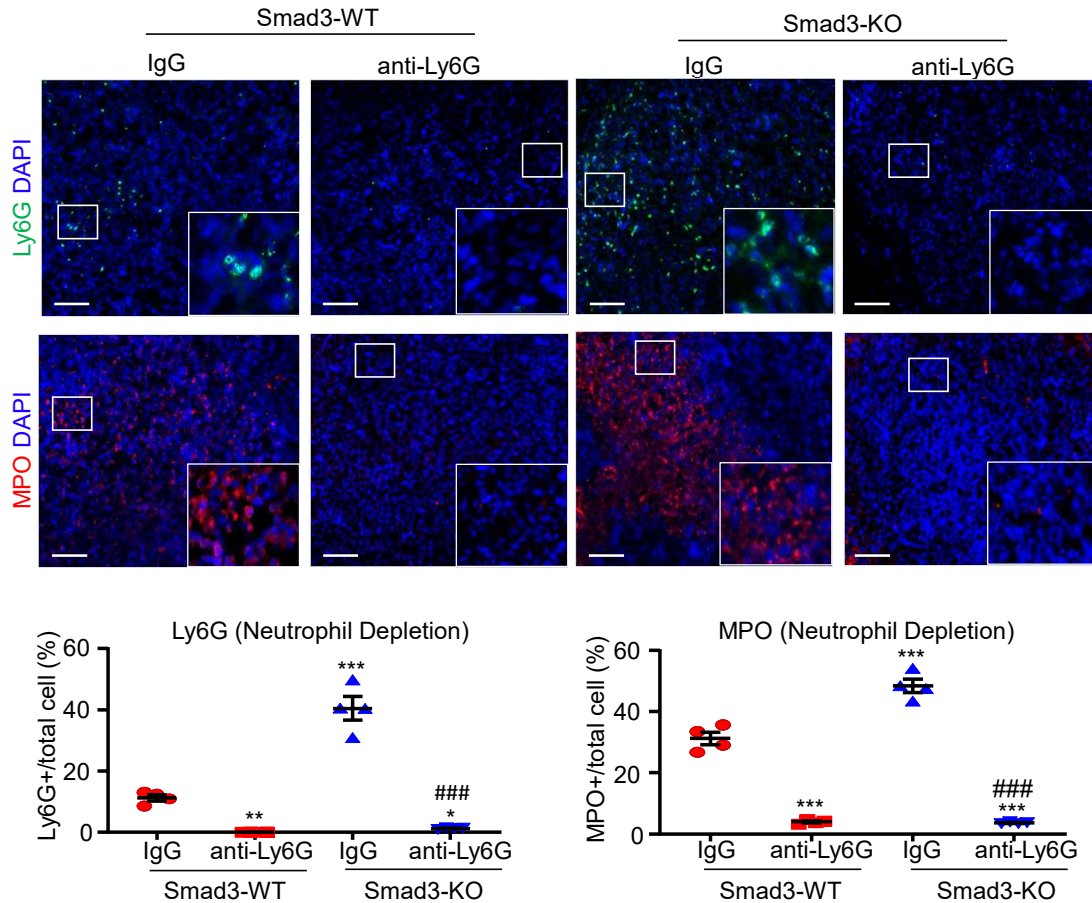 Smad3-WT
Smad3-KO
IgG
anti-Ly6G
IgG
anti-Ly6G
Ly6G DAPI
MPO DAPI
Ly6G (Neutrophil Depletion)
Ly6G+/total cell (%)
60
40
20
0
**
***
###
*
IgG
anti-Ly6G
IgG
anti-Ly6G
Smad3-WT
Smad3-KO
MPO (Neutrophil Depletion)
MPO+/total cell (%)
60
40
20
0
***
***
###
***
IgG
anti-Ly6G
IgG
anti-Ly6G
Smad3-WT
Smad3-KO